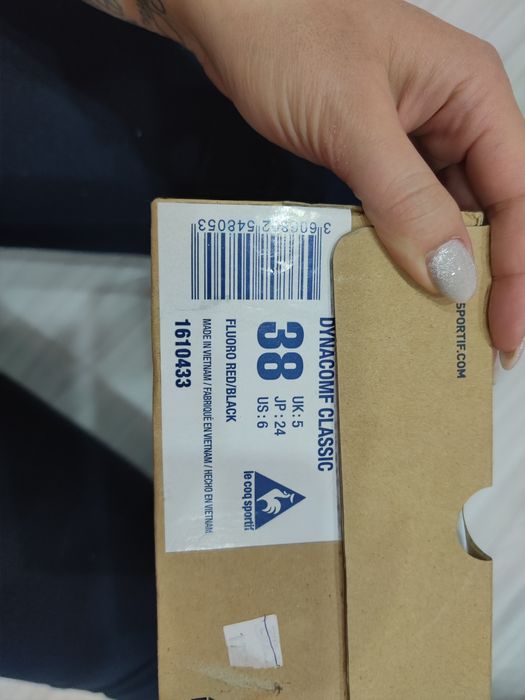 DYNACOMF CLASSIC
38
UK : 5
JP : 24
US : 6
FLUORO RED/BLACK
MADE IN VIETNAM / FABRIQUÉ EN VIETNAM / HECHO EN VIETNAM
1610433
le coq sportif
3 548053
SPORTIF.COM